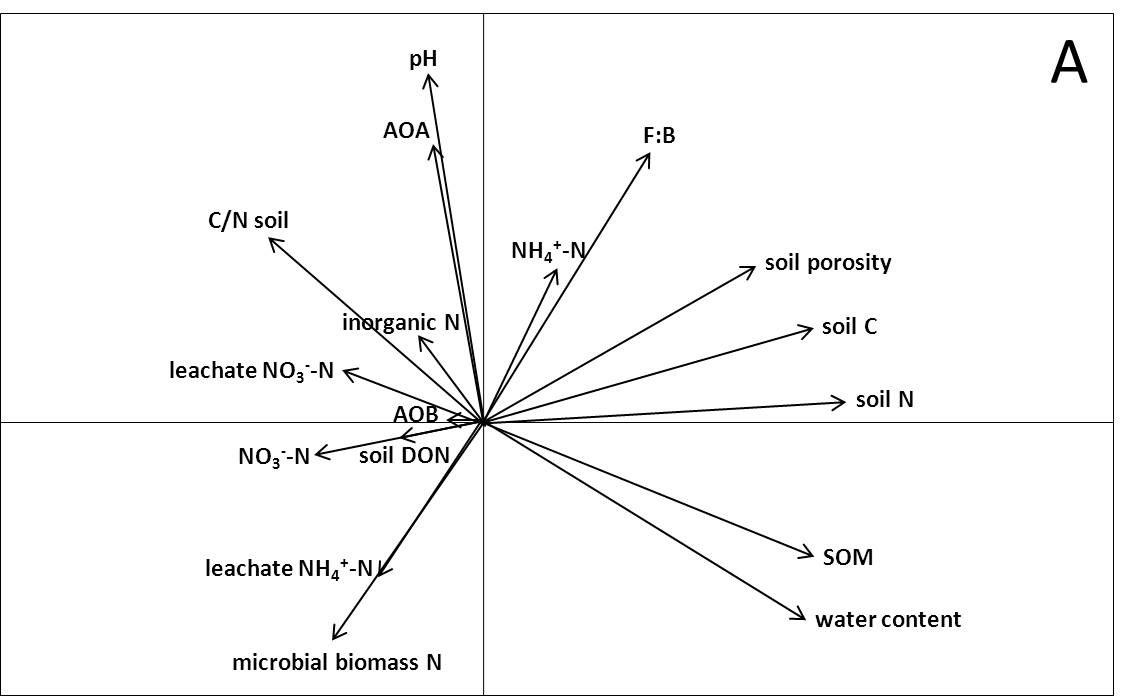 A
pH
AOA
F:B
C/N soil
NH₄⁺-N
soil porosity
inorganic N
soil C
leachate NO₃⁻-N
soil N
AOB
NO₃⁻-N
soil DON
SOM
leachate NH₄⁺-N
water content
microbial biomass N